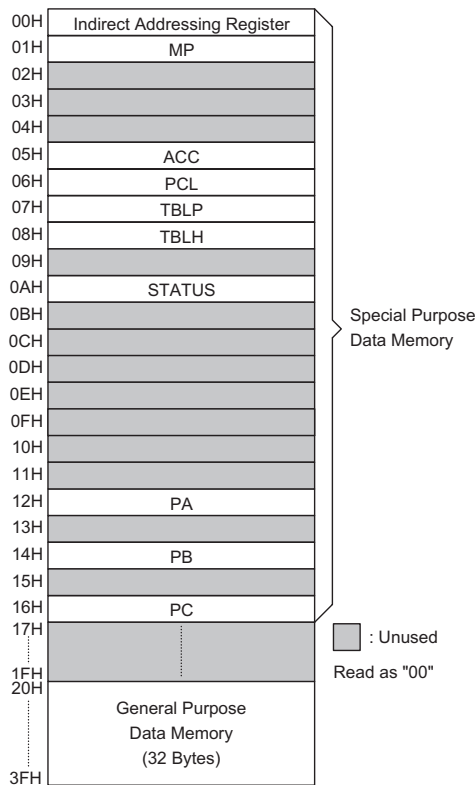 00H Indirect Addressing Register
01H MP
02H
03H
04H
05H ACC
06H PCL
07H TBLP
08H TBLH
09H
0AH STATUS
0BH
0CH
0DH
0EH
0FH
10H
11H
12H PA
13H
14H PB
15H
16H PC
17H
1FH
20H
General Purpose
Data Memory
(32 Bytes)
3FH
Special Purpose
Data Memory
: Unused
Read as "00"